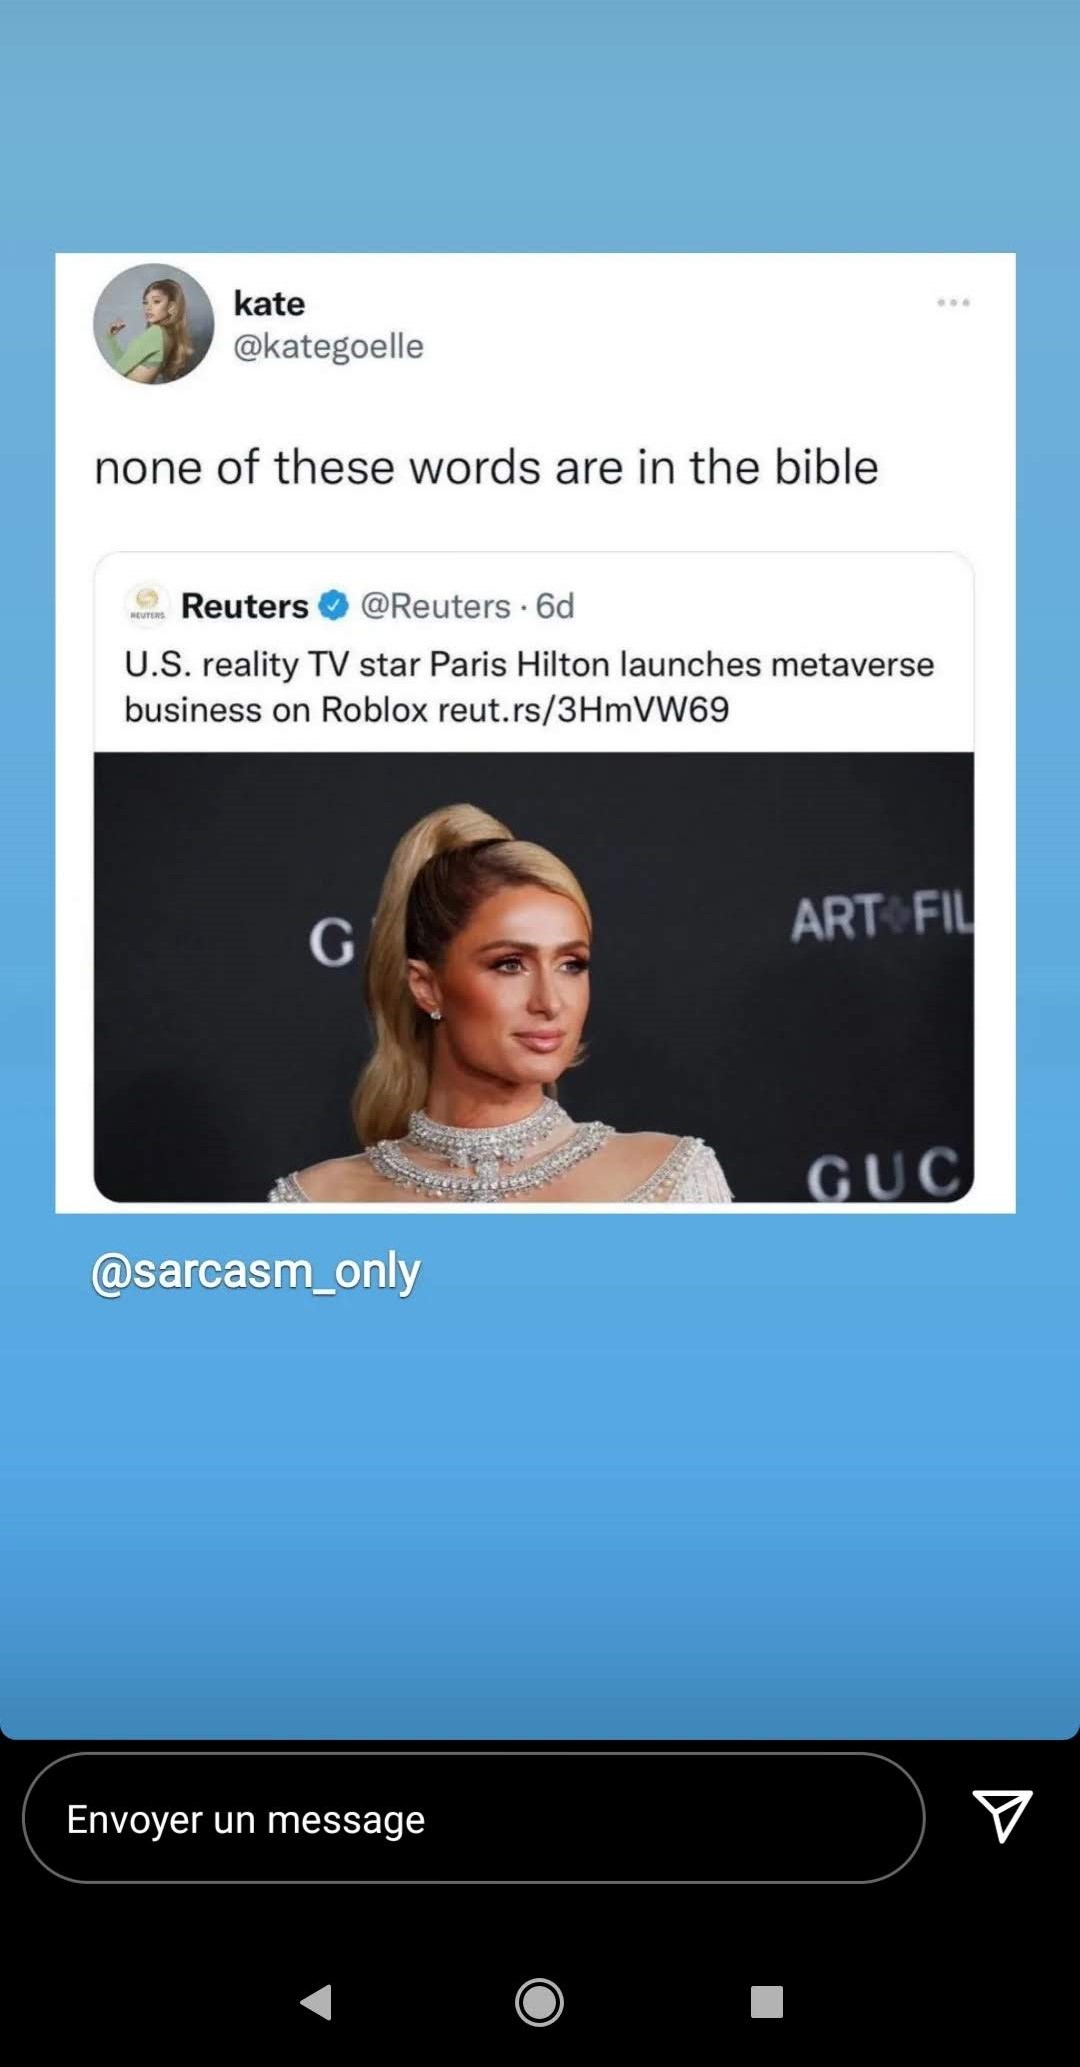 kate
@kategoelle
none of these words are in the bible
REUTERS
Reuters @Reuters · 6d
U.S. reality TV star Paris Hilton launches metaverse
business on Roblox reut.rs/3HmVW69
G
ART+FIL
GUC
@sarcasm_only
Envoyer un message